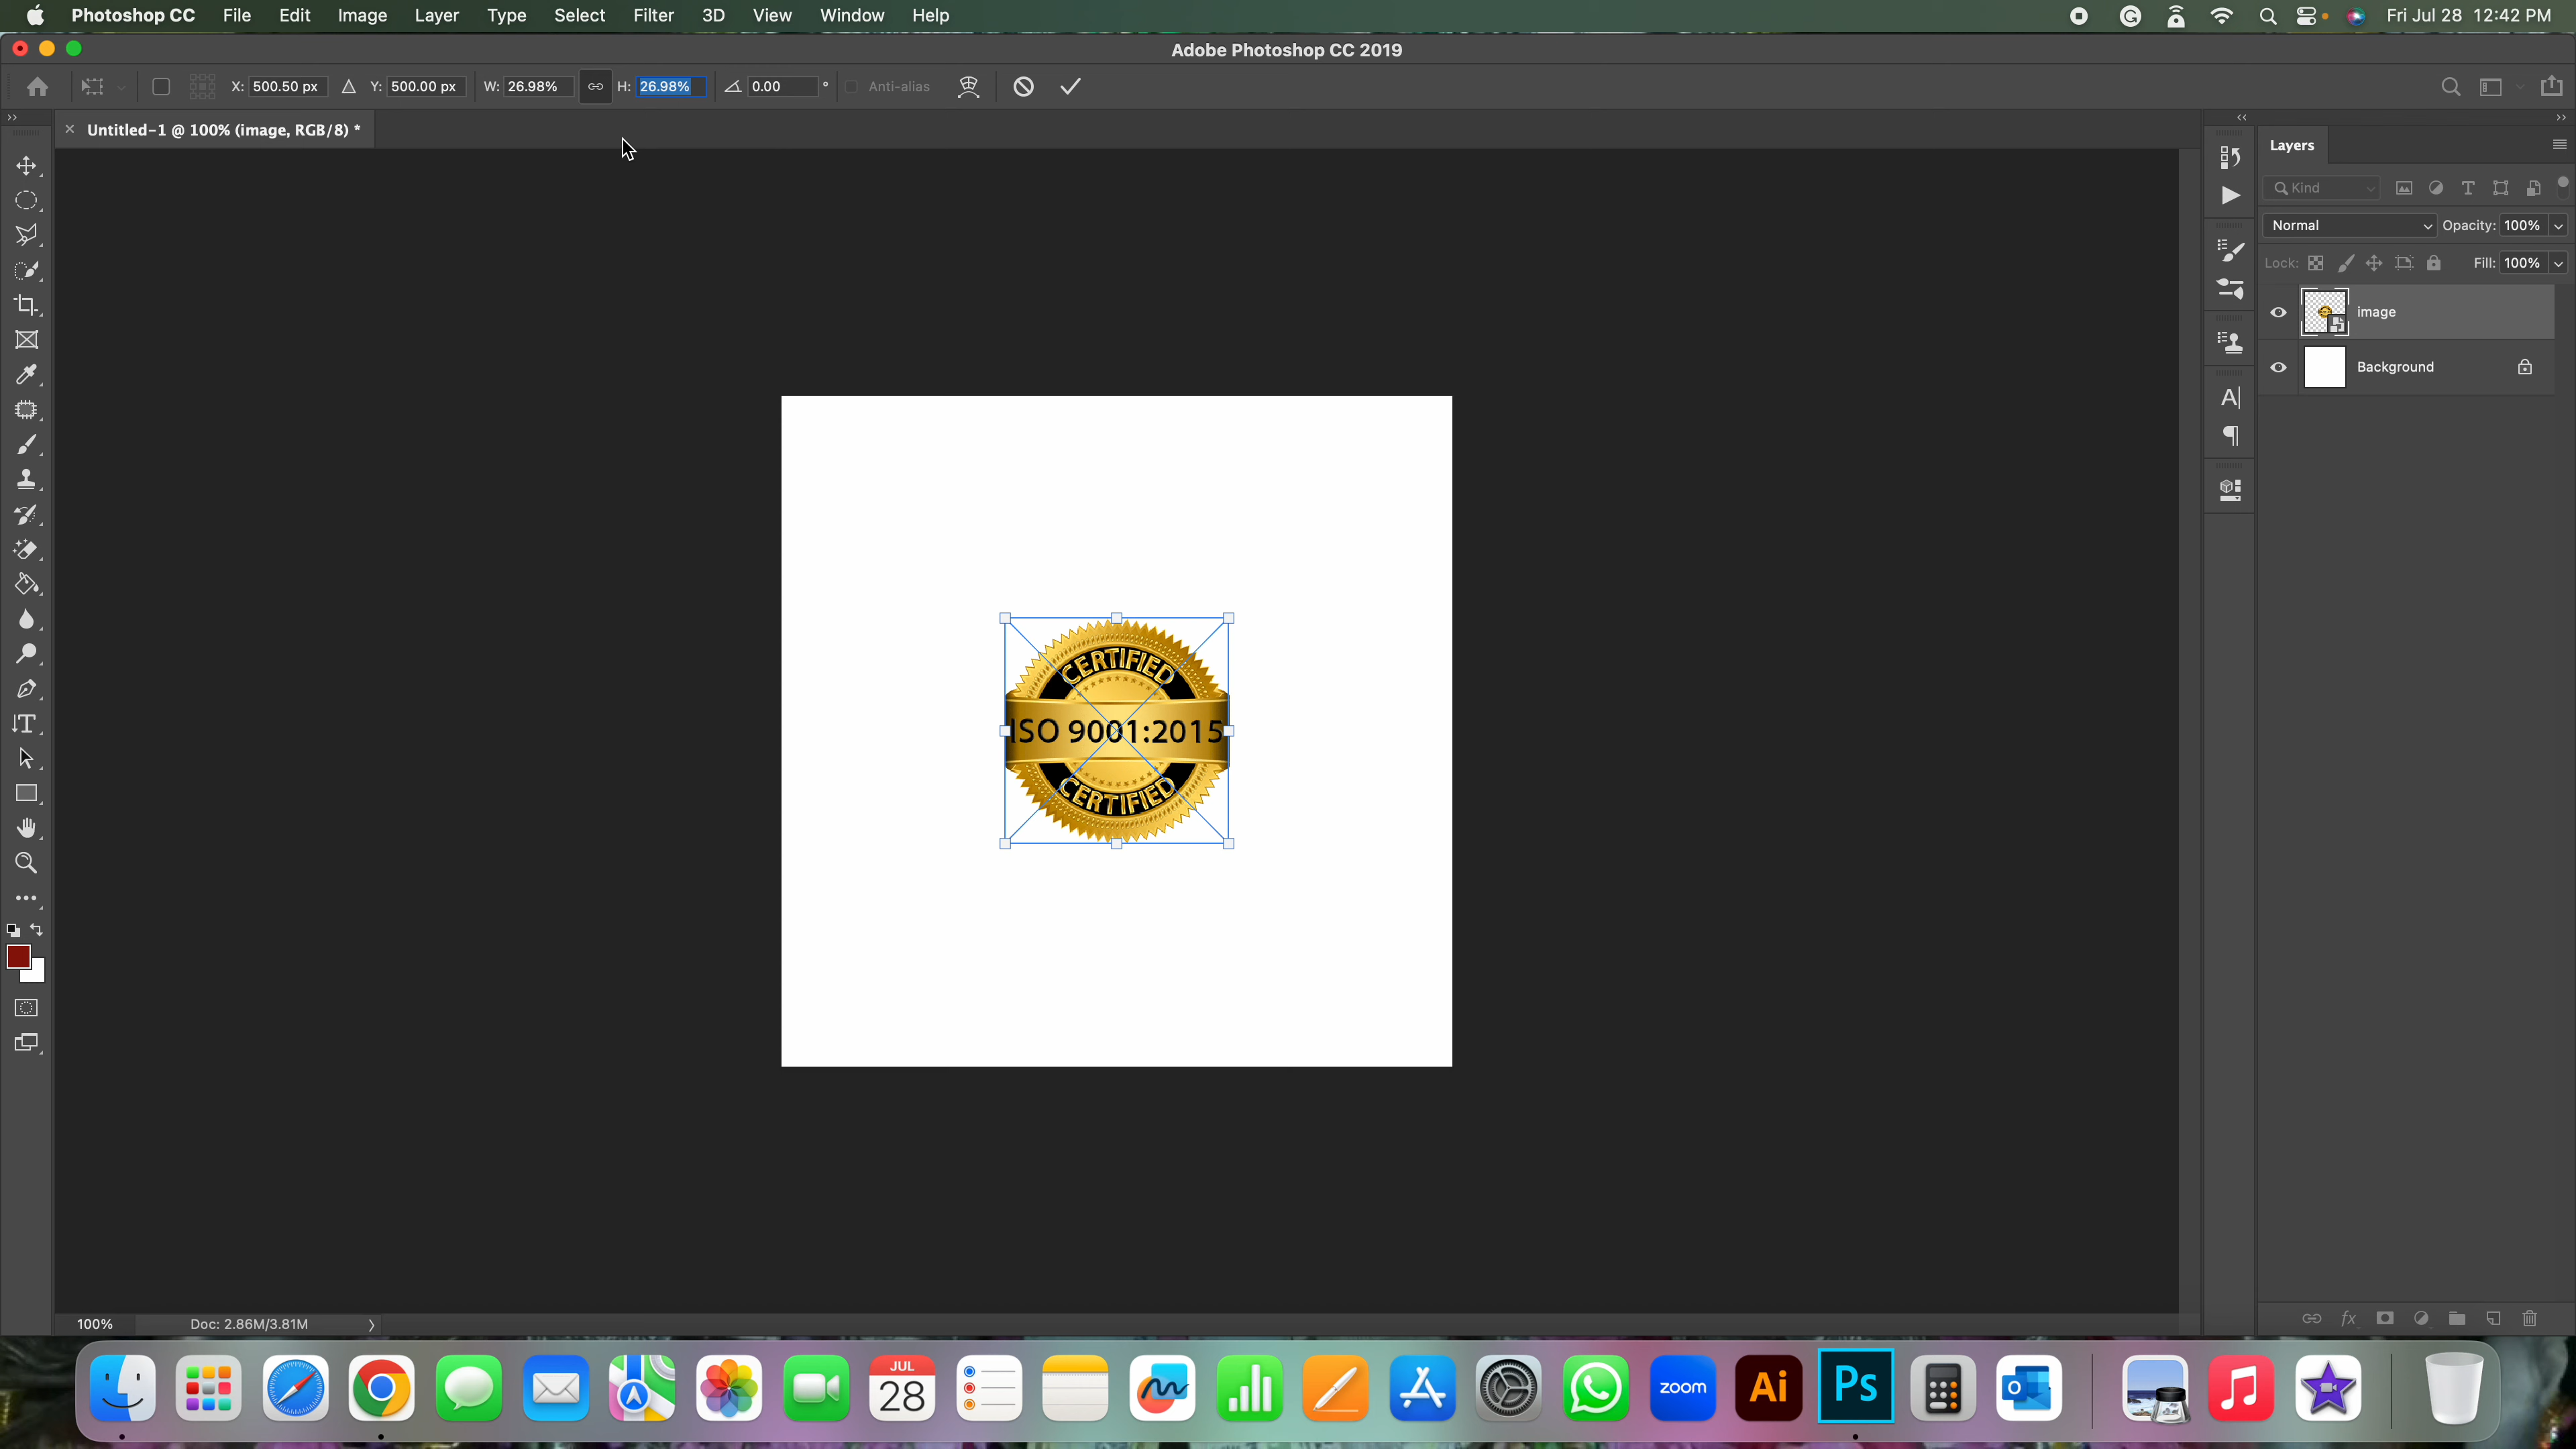 Photoshop CC File Edit Image Layer Type Select Filter 3D View Window Help Fri Jul 28 12:42 PM
Adobe Photoshop CC 2019
X: 500.50 px Y: 500.00 px W: 26.98% H: 26.98% 0.00 ° Anti-alias
Untitled-1 @ 100% (image, RGB/8) *
Layers
Kind
Normal Opacity: 100%
Lock: Fill: 100%
image
Background
CERTIFIED
ISO 9001:2015
CERTIFIED
100% Doc: 2.86M/3.81M
JUL
28
zoom
Ai
Ps